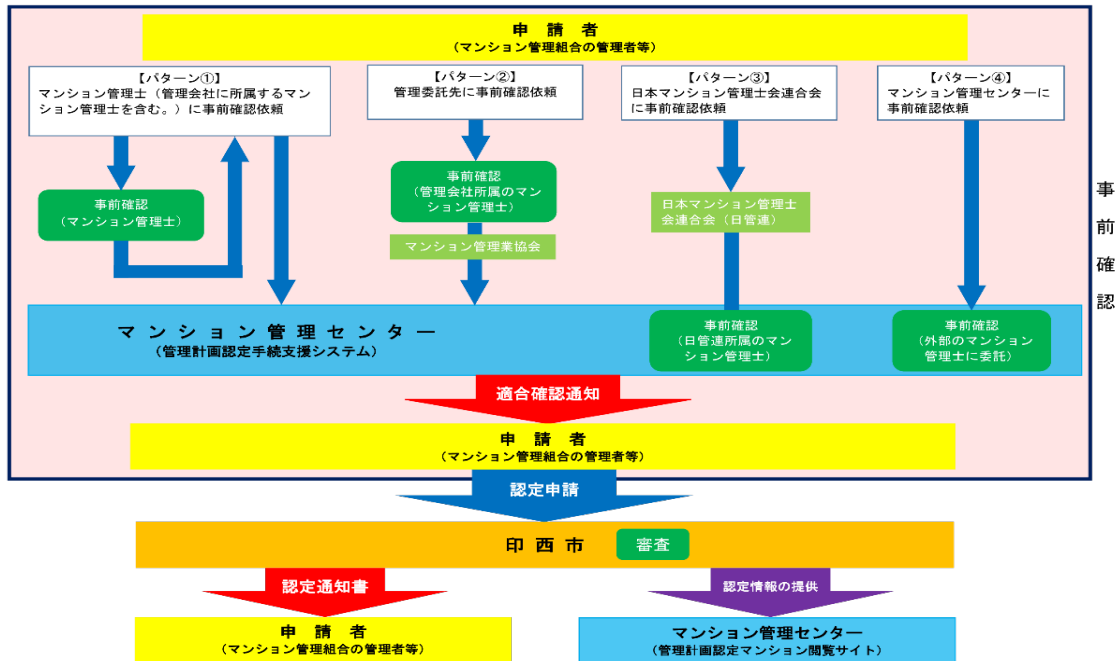 申請者
（マンション管理組合の管理者等）
【パターン①】
マンション管理士（管理会社に所属するマン
ション管理士を含む。）に事前確認依頼
【パターン②】
管理委託先に事前確認依頼
【パターン③】
日本マンション管理士会連合会
に事前確認依頼
【パターン④】
マンション管理センターに
事前確認依頼
事前確認
（マンション管理士）
事前確認
（管理会社所属のマン
ション管理士）
マンション管理業協会
日本マンション管理士
会連合会（日管連）
事前確認
マンション管理センター
（管理計画認定手続支援システム）
事前確認
（日管連所属のマン
ション管理士）
事前確認
（外部のマンション
管理士に委託）
適合確認通知
申請者
（マンション管理組合の管理者等）
認定申請
印西市
審査
認定通知書
認定情報の提供
申請者
（マンション管理組合の管理者等）
マンション管理センター
（管理計画認定マンション閲覧サイト）